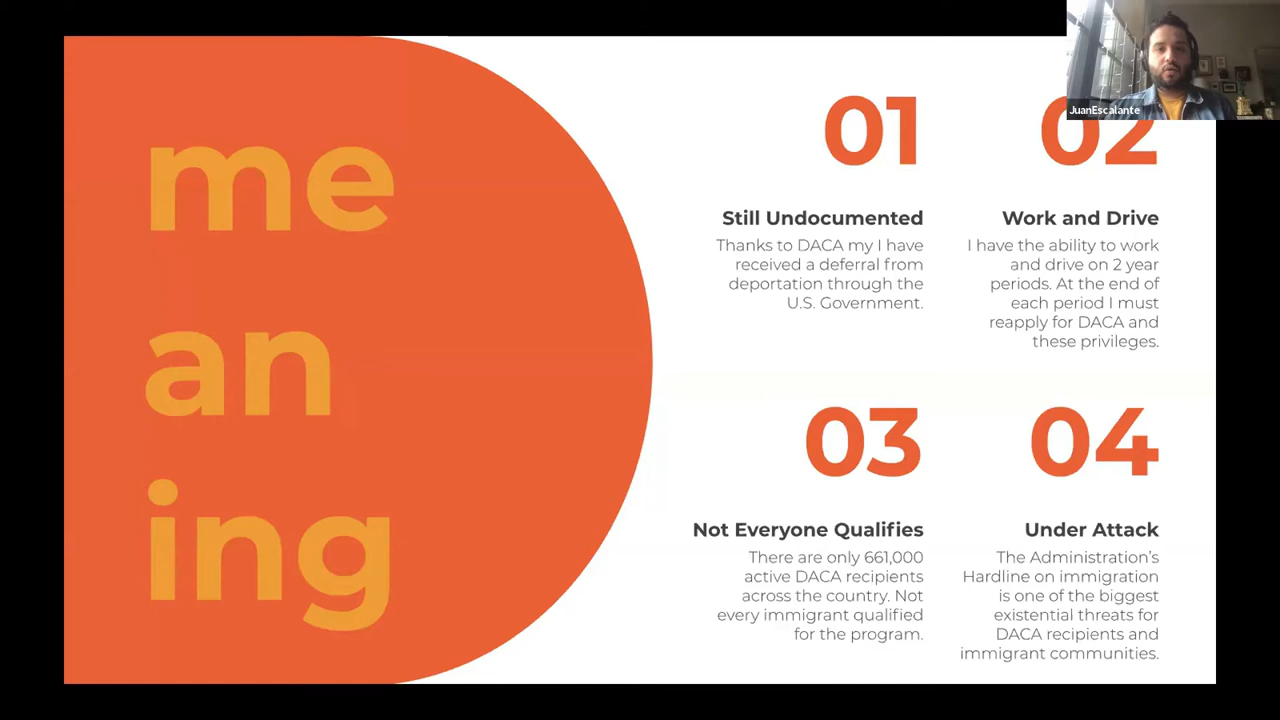 me
an
ing
JuanEscalante
01
Still Undocumented
Thanks to DACA my I have
received a deferral from
deportation through the
U.S. Government.
02
Work and Drive
I have the ability to work
and drive on 2 year
periods. At the end of
each period I must
reapply for DACA and
these privileges.
03
Not Everyone Qualifies
There are only 661,000
active DACA recipients
across the country. Not
every immigrant qualified
for the program.
04
Under Attack
The Administration’s
Hardline on immigration
is one of the biggest
existential threats for
DACA recipients and
immigrant communities.